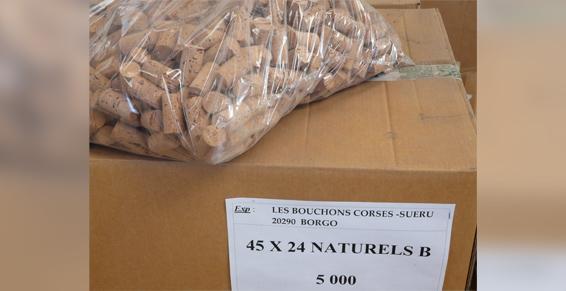 Exp : LES BOUCHONS CORSES -SUERU
20290 BORGO
45 X 24 NATURELS B
5 000